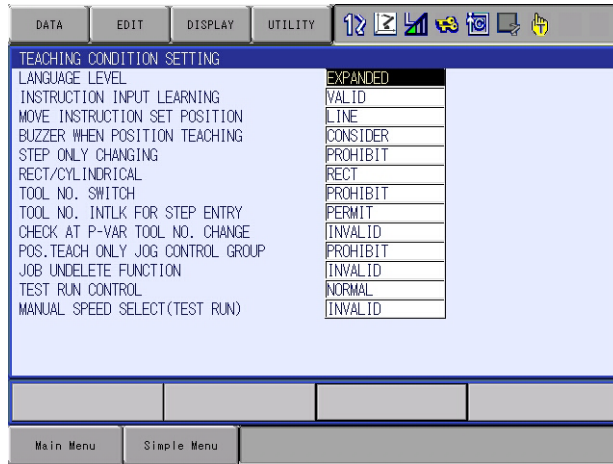 DATA EDIT DISPLAY UTILITY
TEACHING CONDITION SETTING
LANGUAGE LEVEL EXPANDED
INSTRUCTION INPUT LEARNING VALID
MOVE INSTRUCTION SET POSITION LINE
BUZZER WHEN POSITION TEACHING CONSIDER
STEP ONLY CHANGING PROHIBIT
RECT/CYLINDRICAL RECT
TOOL NO. SWITCH PROHIBIT
TOOL NO. INTLK FOR STEP ENTRY PERMIT
CHECK AT P-VAR TOOL NO. CHANGE INVALID
POS.TEACH ONLY JOG CONTROL GROUP PROHIBIT
JOB UNDELETE FUNCTION INVALID
TEST RUN CONTROL NORMAL
MANUAL SPEED SELECT(TEST RUN) INVALID
Main Menu Simple Menu